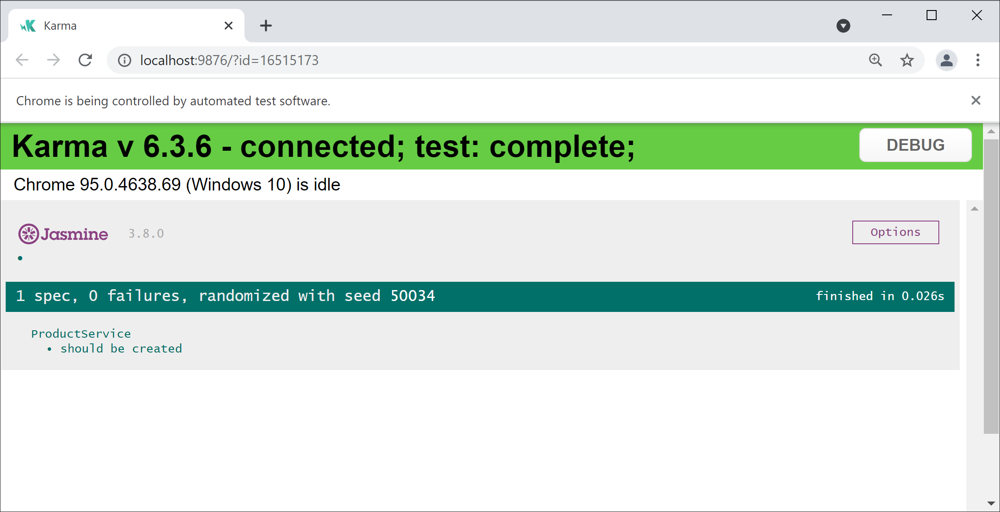 Karma
localhost:9876/?id=16515173
Chrome is being controlled by automated test software.
Karma v 6.3.6 - connected; test: complete;
DEBUG
Chrome 95.0.4638.69 (Windows 10) is idle
Jasmine 3.8.0
Options
•
1 spec, 0 failures, randomized with seed 50034
finished in 0.026s
ProductService
• should be created